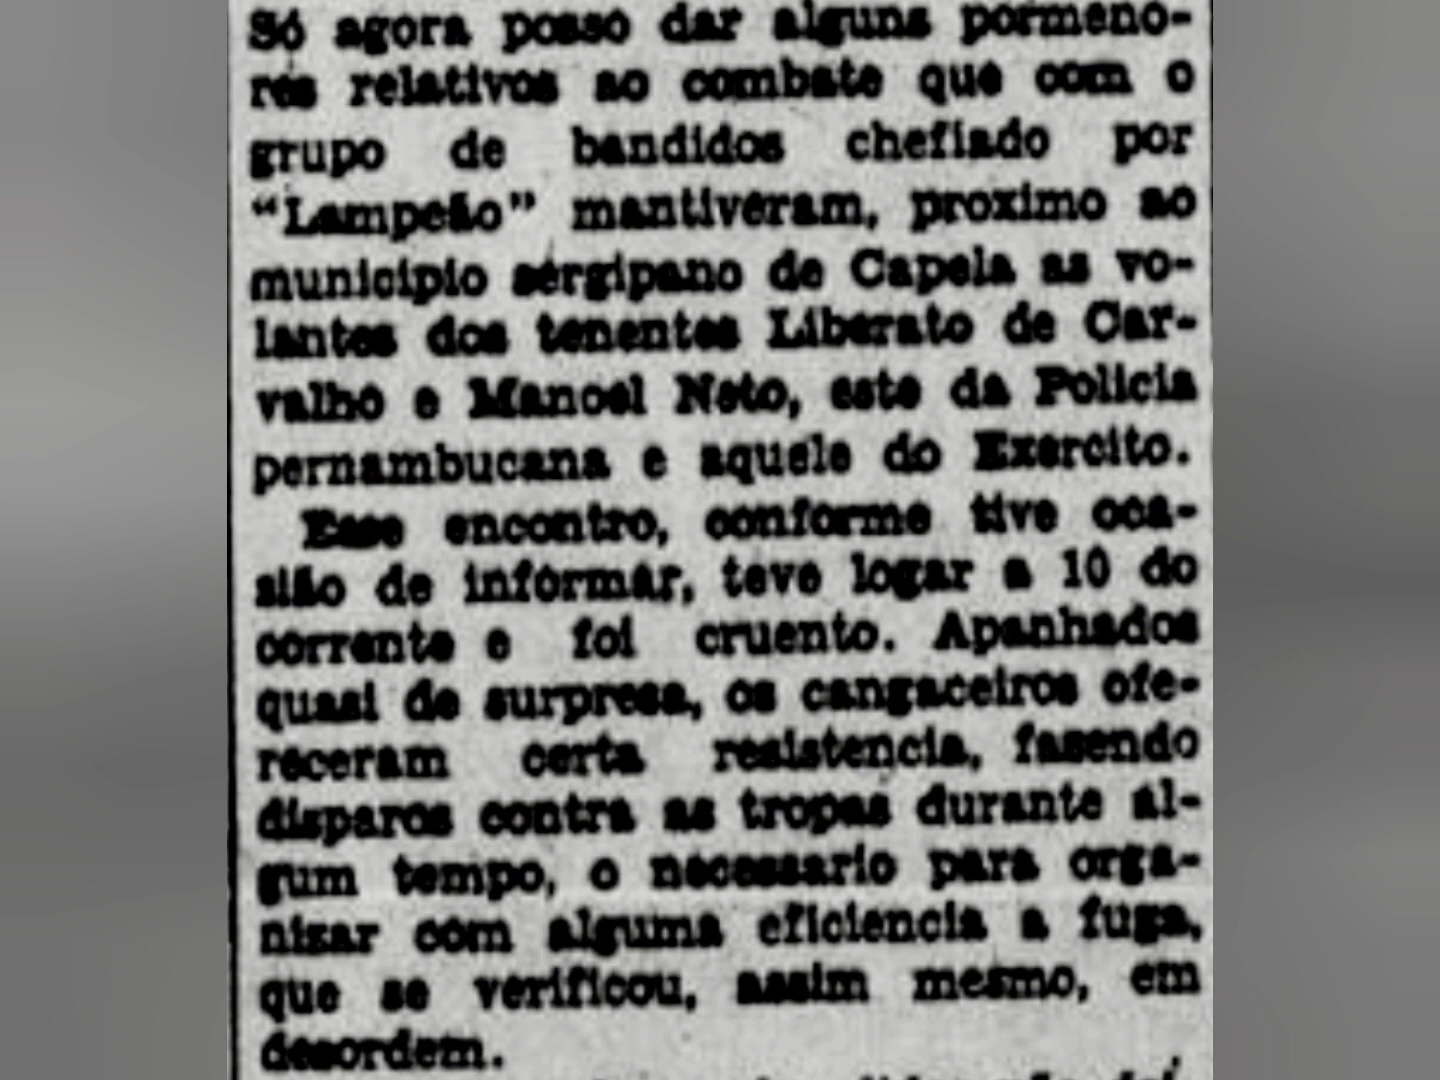 Só agora posso dar alguns pormeno-
res relativos ao combate que com o
grupo de bandidos chefiado por
"Lampeão" mantiveram, proximo ao
municipio sergipano de Capela as vo-
lantes dos tenentes Liberato de Car-
valho e Manoel Neto, este da Policia
pernambucana e aquele do Exercito.
Esse encontro, conforme tive oca-
sião de informar, teve logar a 10 do
corrente e foi cruento. Apanhados
quasi de surpresa, os cangaceiros ofe-
receram certa resistencia, fasendo
disparos contra as tropas durante al-
gum tempo, o necessario para orga-
nizar com alguma eficiencia a fuga,
que se verificou, assim mesmo, em
desordem.